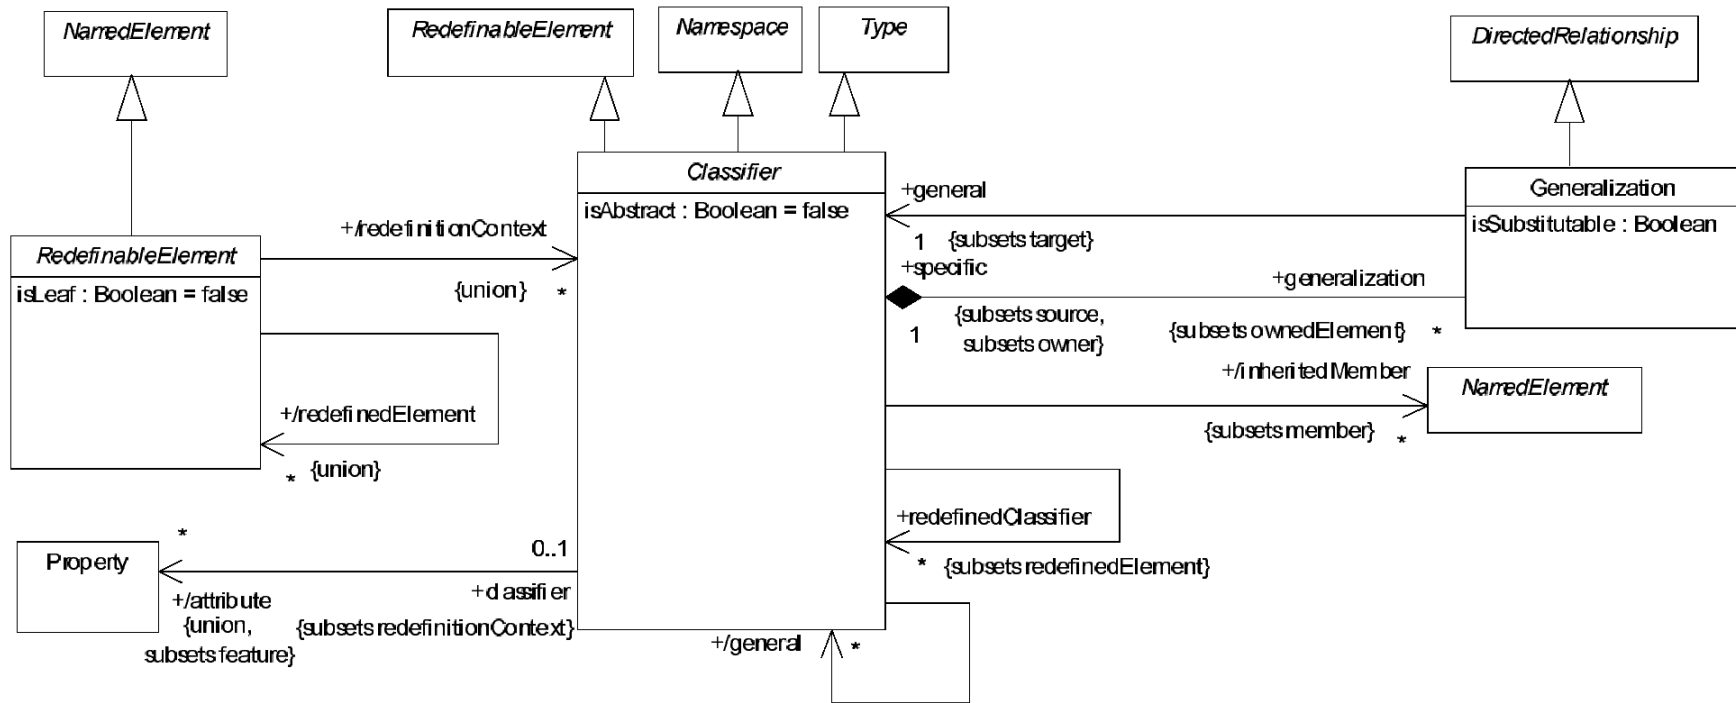 NamedElement
RedefinableElement
Namespace
Type
DirectedRelationship
Classifier
isAbstract : Boolean = false
+general
1 {subsets target}
Generalization
isSubstitutable : Boolean
+/redefinitionContext
{union} *
RedefinableElement
isLeaf : Boolean = false
+specific
1
{subsets source,
subsets owner}
+generalization
{subsets ownedElement} *
+/redefinedElement
* {union}
+/inheritedMember
{subsets member} *
NamedElement
+redefinedClassifier
* {subsets redefinedElement}
Property
*
+/attribute
{union,
subsets feature}
0..1
+classifier
{subsets redefinitionContext}
+/general *